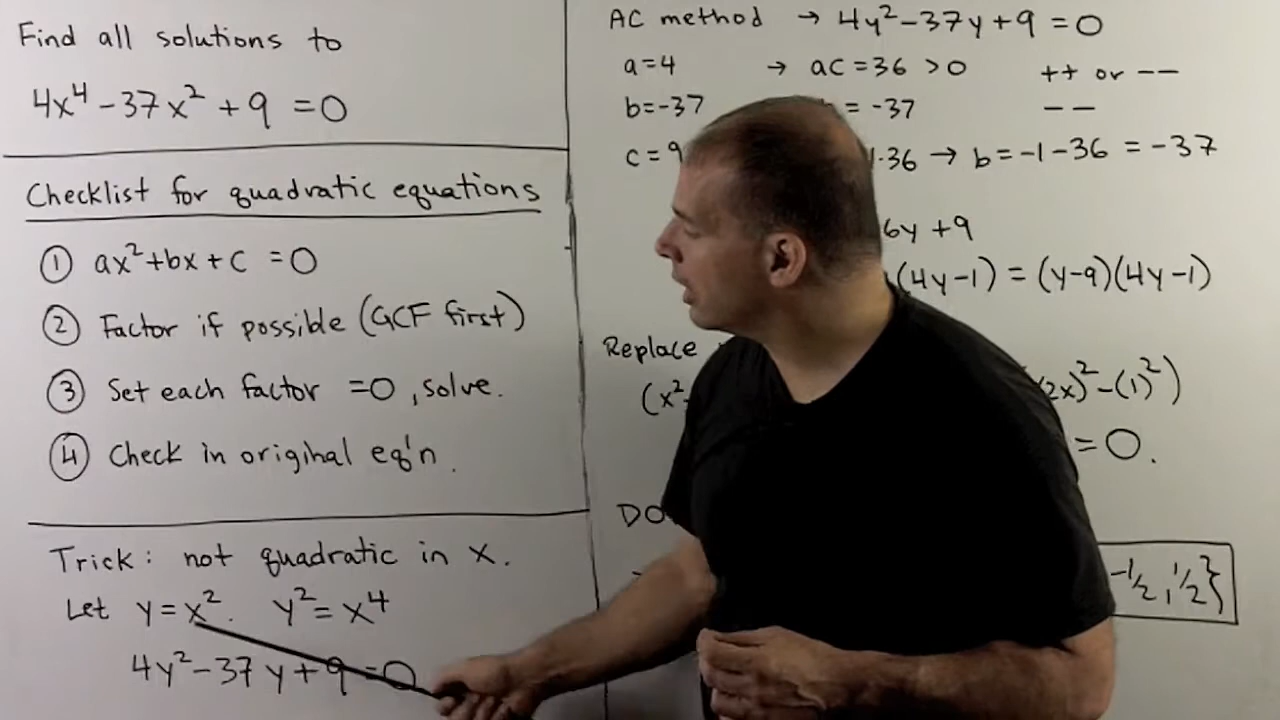 Find all solutions to
4x⁴ - 37x² + 9 = 0
Checklist for quadratic equations
① ax² + bx + c = 0
② Factor if possible (GCF first)
③ Set each factor = 0, solve.
④ Check in original eq'n.
Trick: not quadratic in x.
Let y = x². y² = x⁴
4y² - 37y + 9 = 0
AC method → 4y² - 37y + 9 = 0
a = 4 → ac = 36 > 0 ++ or --
b = -37 = -37 --
c = 9 1·36 → b = -1 - 36 = -37
6y + 9
(4y - 1) = (y - 9)(4y - 1)
Replace
(x² 2x)² - (1)²)
= 0.
-1/2, 1/2}